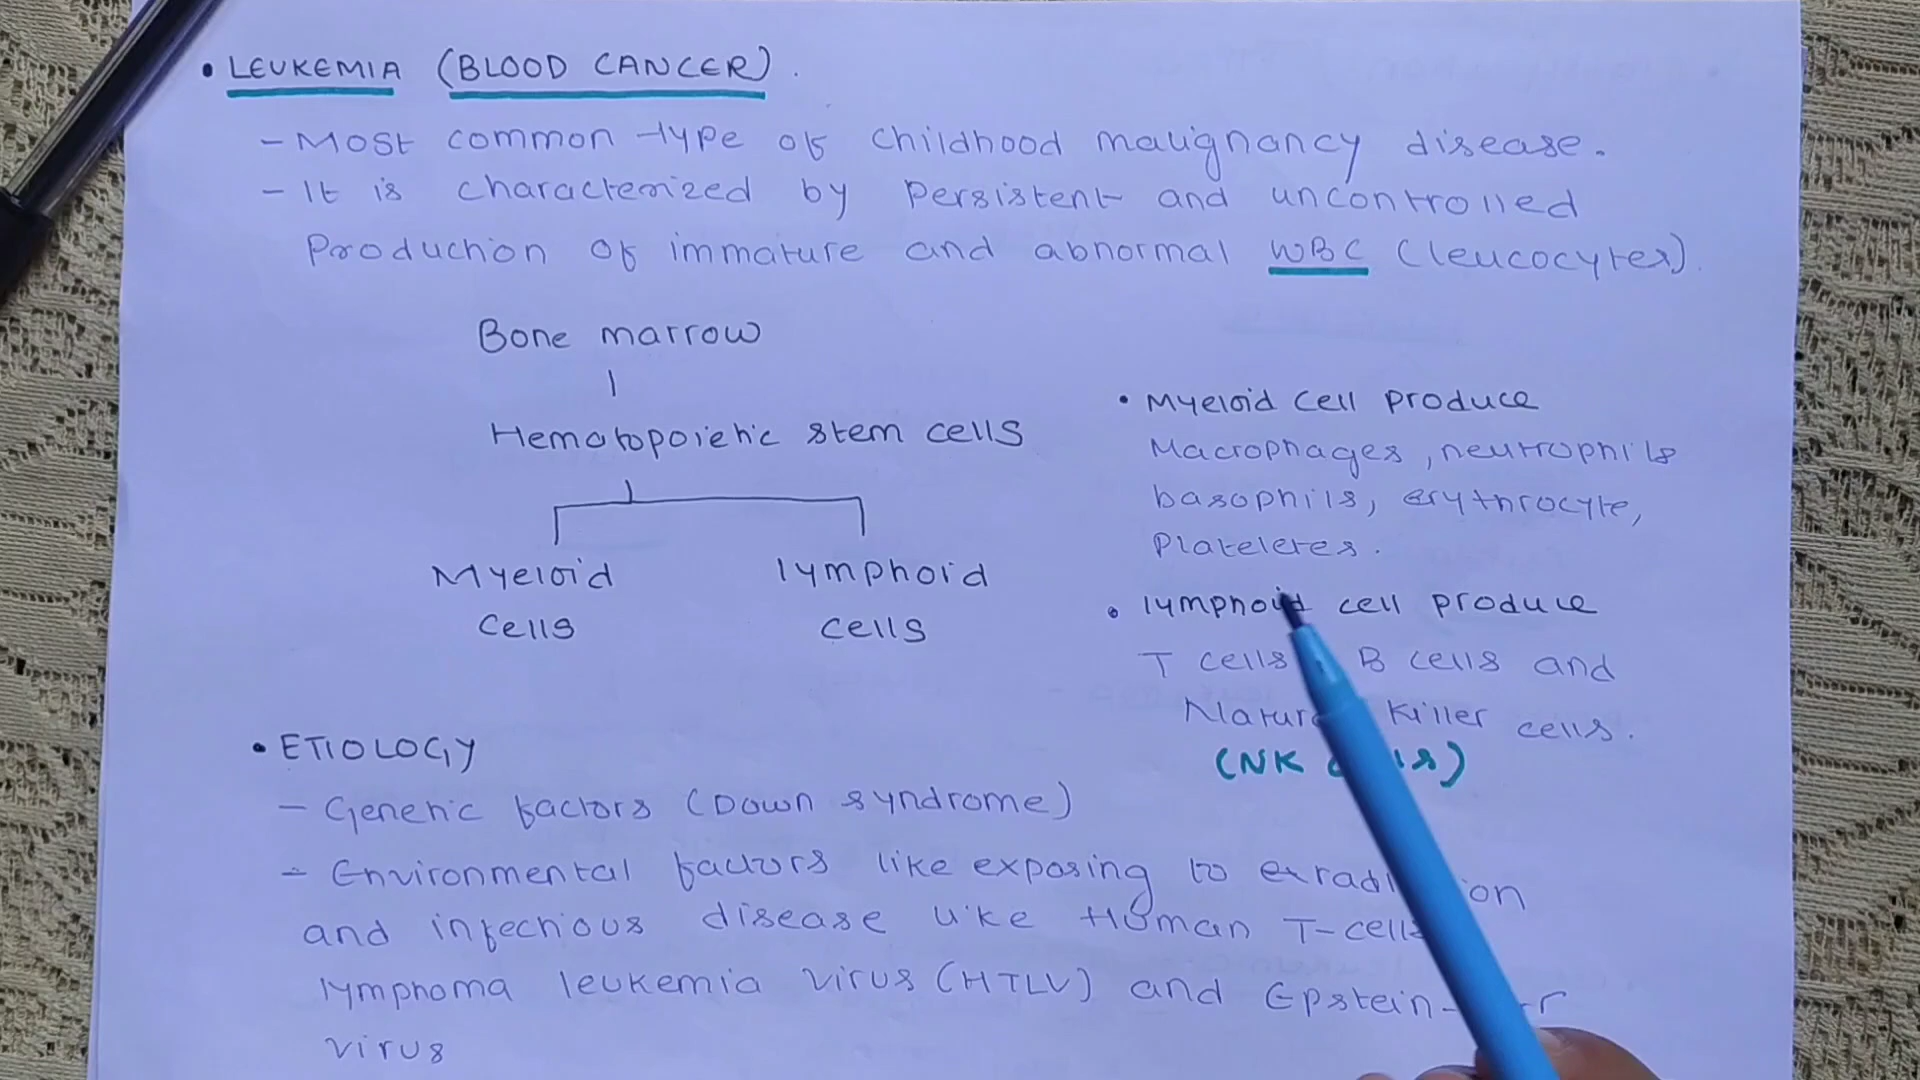 • LEUKEMIA (BLOOD CANCER).
- Most common type of childhood malignancy disease.
- It is characterized by persistent and uncontrolled
production of immature and abnormal WBC (leucocytes).
Bone marrow
Hematopoietic stem cells
Myeloid cells
lymphoid cells
• Myeloid cell produce
Macrophages, neutrophils
basophils, erythrocyte,
Plateletes.
• lymphoid cell produce
T cells B cells and
killer cells.
(NK
• ETIOLOGY
- Genetic factors (Down syndrome)
- Environmental factors like exposing to
and infectious disease like Human T-cells
lymphoma leukemia virus (HTLV) and Epstein-
virus